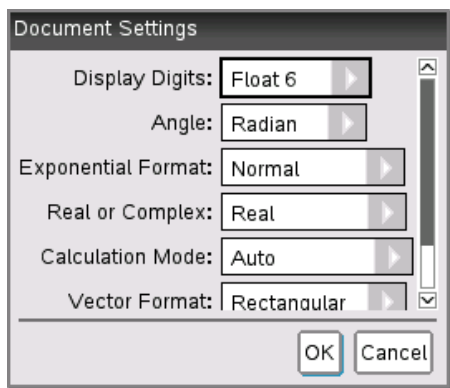 Document Settings
Display Digits: Float 6
Angle: Radian
Exponential Format: Normal
Real or Complex: Real
Calculation Mode: Auto
Vector Format: Rectangular
OK Cancel